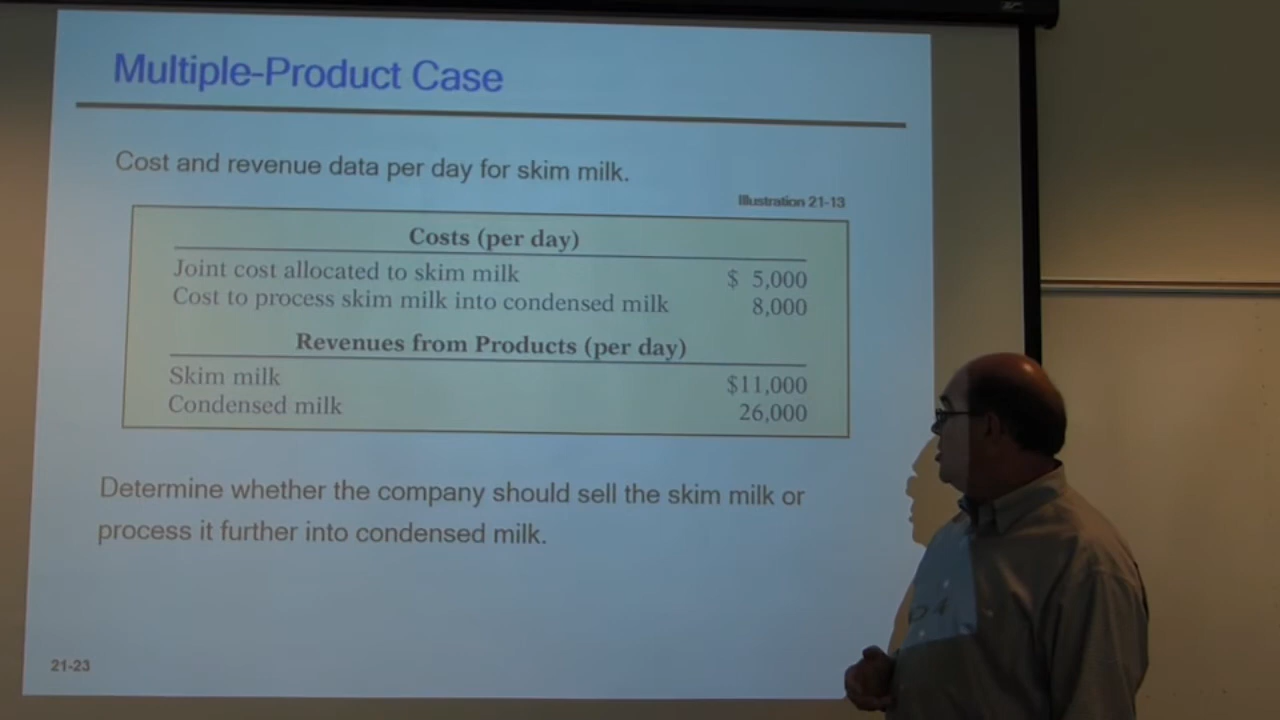 Multiple-Product Case
Cost and revenue data per day for skim milk.
Illustration 21-13
Costs (per day)
Joint cost allocated to skim milk $ 5,000
Cost to process skim milk into condensed milk 8,000
Revenues from Products (per day)
Skim milk $11,000
Condensed milk 26,000
Determine whether the company should sell the skim milk or
process it further into condensed milk.
21-23